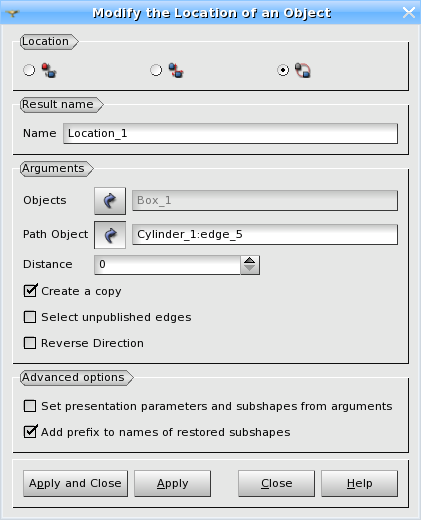 Modify the Location of an Object
Location
Result name
Name Location_1
Arguments
Objects Box_1
Path Object Cylinder_1:edge_5
Distance 0
Create a copy
Select unpublished edges
Reverse Direction
Advanced options
Set presentation parameters and subshapes from arguments
Add prefix to names of restored subshapes
Apply and Close Apply Close Help